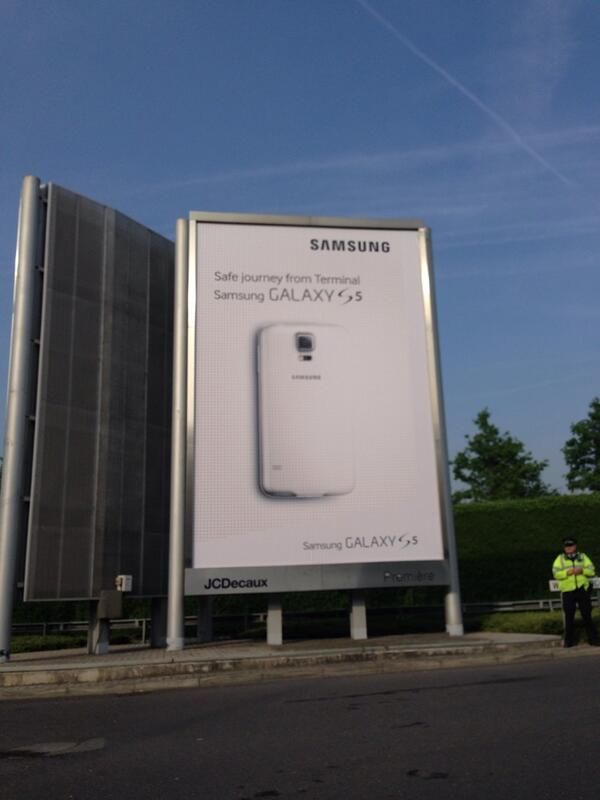 SAMSUNG
Safe journey from Terminal
Samsung GALAXY S5
SAMSUNG
Samsung GALAXY S5
JCDecaux
Première